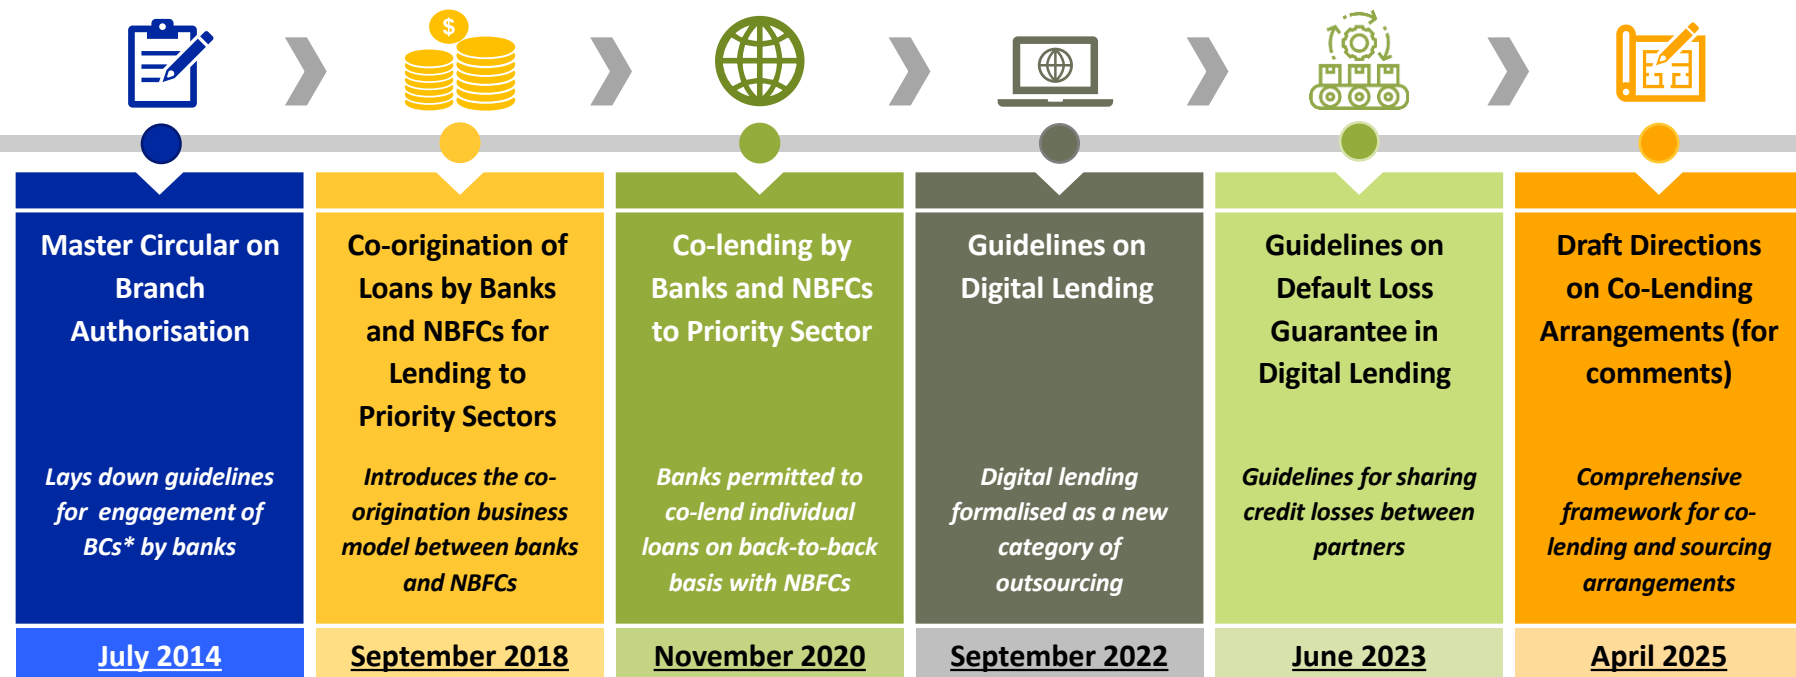 $
Master Circular on
Branch
Authorisation
Lays down guidelines
for engagement of
BCs* by banks
July 2014
Co-origination of
Loans by Banks
and NBFCs for
Lending to
Priority Sectors
Introduces the co-
origination business
model between banks
and NBFCs
September 2018
Co-lending by
Banks and NBFCs
to Priority Sector
Banks permitted to
co-lend individual
loans on back-to-back
basis with NBFCs
November 2020
Guidelines on
Digital Lending
Digital lending
formalised as a new
category of
outsourcing
September 2022
Guidelines on
Default Loss
Guarantee in
Digital Lending
Guidelines for sharing
credit losses between
partners
June 2023
Draft Directions
on Co-Lending
Arrangements (for
comments)
Comprehensive
framework for co-
lending and sourcing
arrangements
April 2025